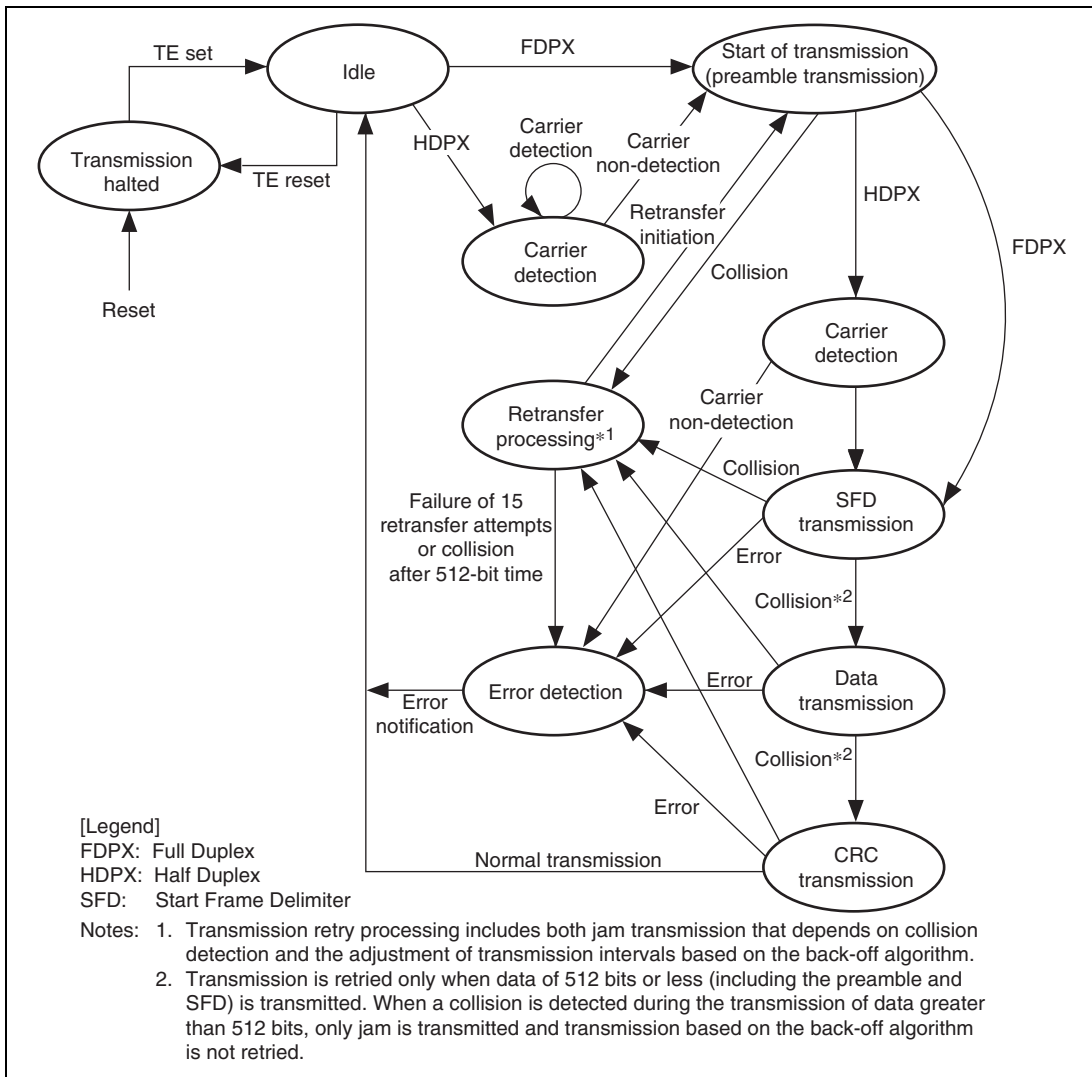 TE set
FDPX
Idle
Start of transmission
(preamble transmission)
Transmission
halted
TE reset
HDPX
Carrier
detection
Carrier
non-detection
Carrier
detection
Retransfer
initiation
Collision
HDPX
FDPX
Reset
Carrier
detection
Retransfer
processing*1
Carrier
non-detection
Collision
SFD
transmission
Failure of 15
retransfer attempts
or collision
after 512-bit time
Error
Collision*2
Error detection
Error
Data
transmission
Error
notification
Collision*2
Error
Normal transmission
CRC
transmission
[Legend]
FDPX: Full Duplex
HDPX: Half Duplex
SFD: Start Frame Delimiter
Notes: 1. Transmission retry processing includes both jam transmission that depends on collision
detection and the adjustment of transmission intervals based on the back-off algorithm.
2. Transmission is retried only when data of 512 bits or less (including the preamble and
SFD) is transmitted. When a collision is detected during the transmission of data greater
than 512 bits, only jam is transmitted and transmission based on the back-off algorithm
is not retried.